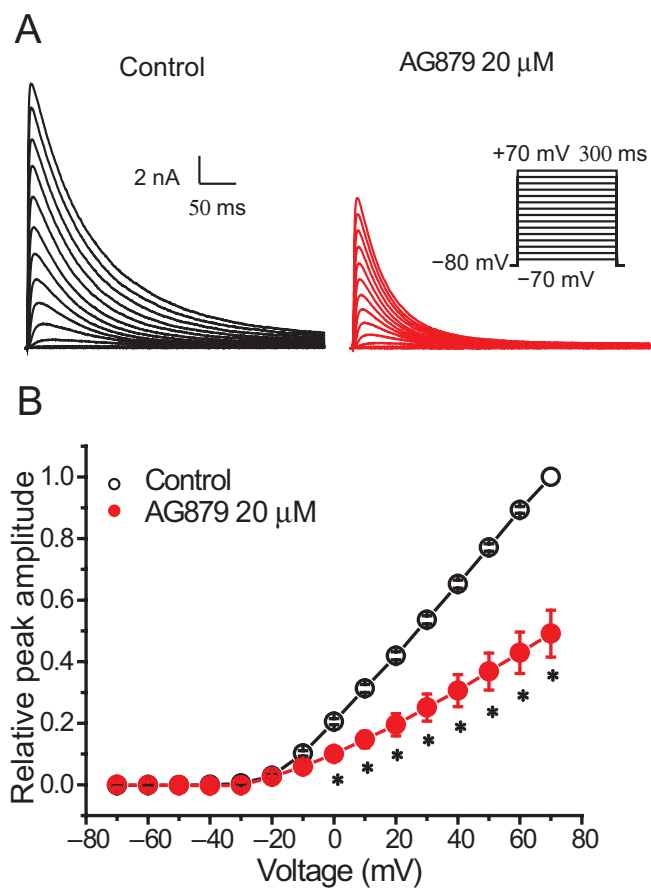 A
Control
AG879 20 μM
2 nA
50 ms
+70 mV 300 ms
−80 mV
−70 mV
B
Control
AG879 20 μM
Relative peak amplitude
1.0
0.8
0.6
0.4
0.2
0.0
−80 −60 −40 −20 0 20 40 60 80
Voltage (mV)
* * * * * * * *